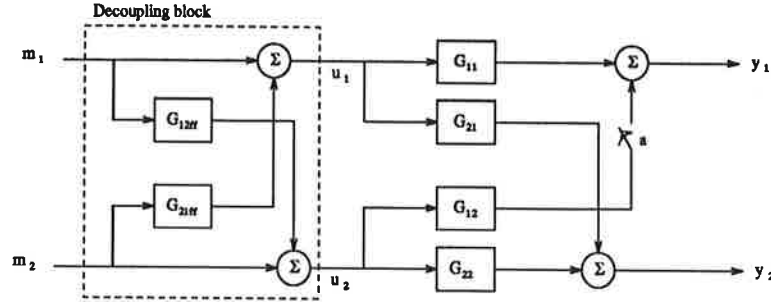 Decoupling block
m₁ Σ u₁ G₁₁ Σ y₁
G₁₂ff G₂₁ a
G₂₁ff G₁₂
m₂ Σ u₂ G₂₂ Σ y₂